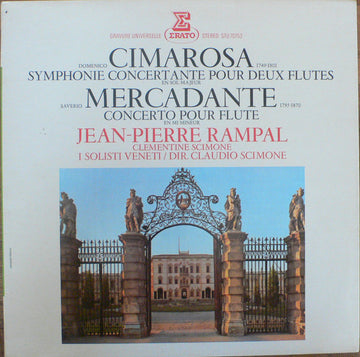 ERATO
GRAVURE UNIVERSELLE STEREO STU 70753
DOMENICO CIMAROSA 1749-1801
SYMPHONIE CONCERTANTE POUR DEUX FLUTES
EN SOL MAJEUR
SAVERIO MERCADANTE 1795-1870
CONCERTO POUR FLUTE
EN MI MINEUR
JEAN-PIERRE RAMPAL
CLEMENTINE SCIMONE
I SOLISTI VENETI / DIR. CLAUDIO SCIMONE